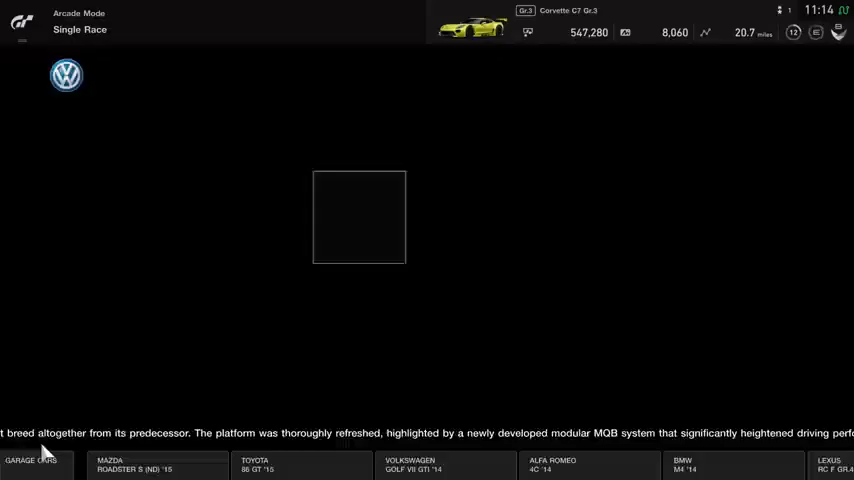 Arcade Mode
Single Race
Gr.3 Corvette C7 Gr.3
1 11:14
547,280 8,060 20.7 miles 12
t breed altogether from its predecessor. The platform was thoroughly refreshed, highlighted by a newly developed modular MQB system that significantly heightened driving perfo
GARAGE CARS
MAZDA
ROADSTER S (ND) '15
TOYOTA
86 GT '15
VOLKSWAGEN
GOLF VII GTI '14
ALFA ROMEO
4C '14
BMW
M4 '14
LEXUS
RC F GR.4